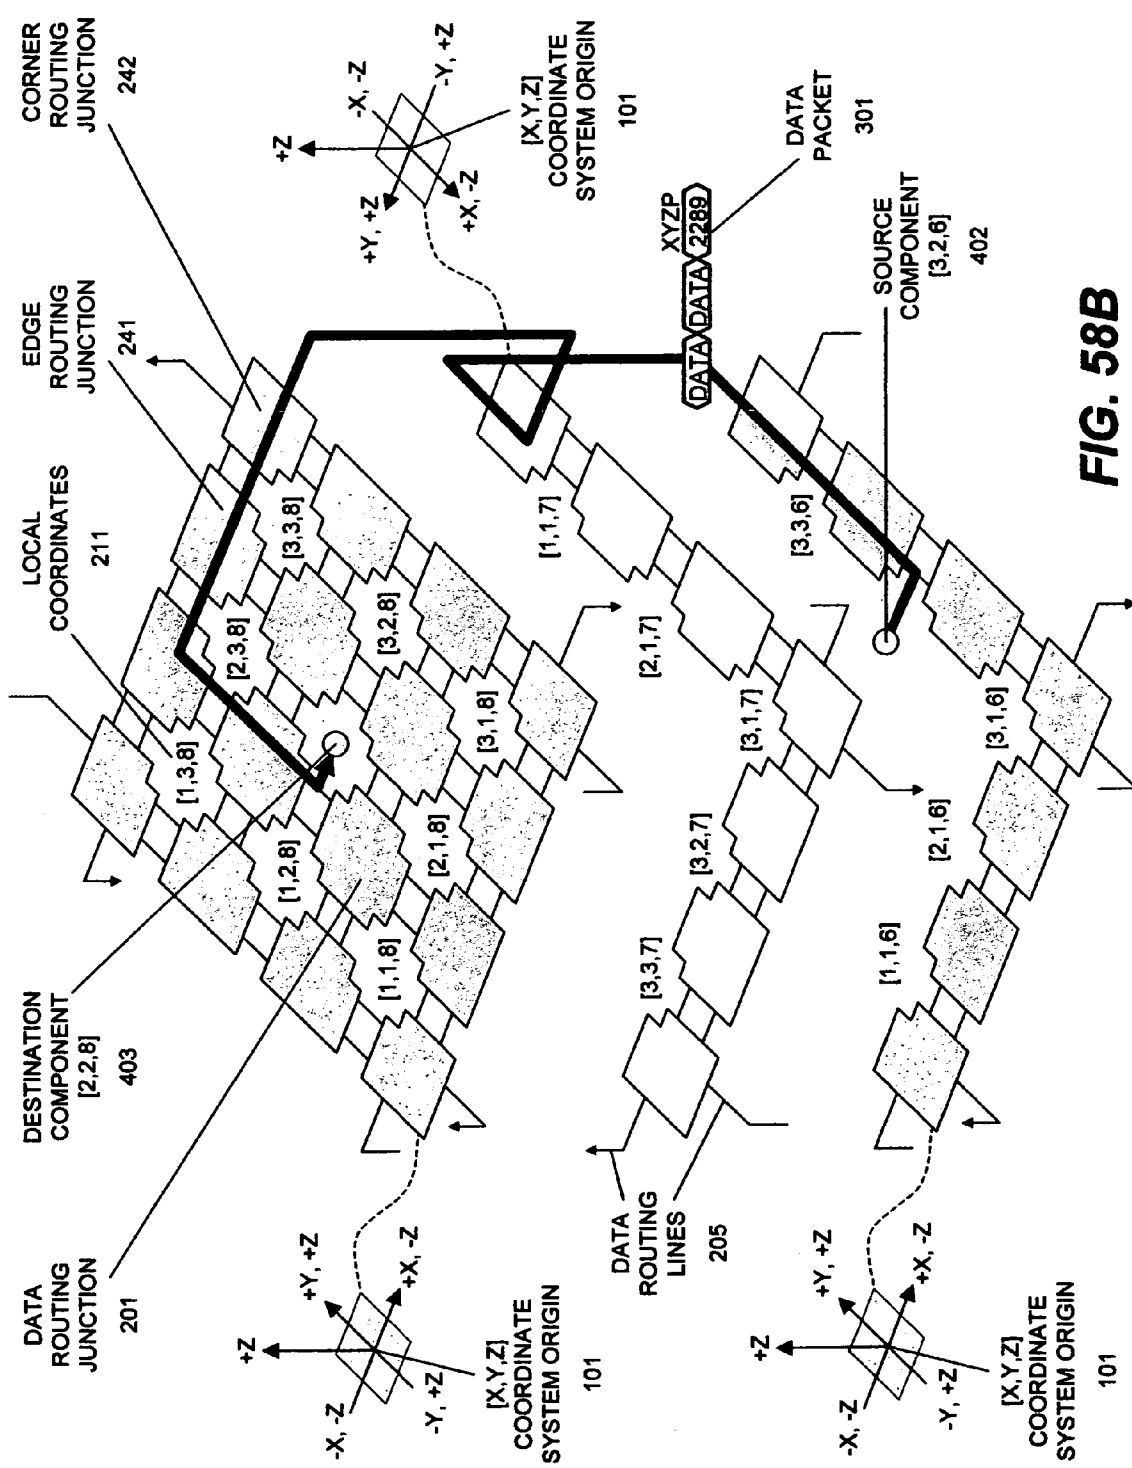 DATA
ROUTING
JUNCTION
201
DESTINATION
COMPONENT
[2,2,8]
403
LOCAL
COORDINATES
211
EDGE
ROUTING
JUNCTION
241
CORNER
ROUTING
JUNCTION
242
+Z
+Y, +Z
+X, -Z
-X, -Z
-Y, +Z
[X,Y,Z]
COORDINATE
SYSTEM ORIGIN
101
[1,3,8]
[2,3,8]
[3,3,8]
[1,2,8]
[3,2,8]
[1,1,8]
[2,1,8]
[3,1,8]
+Z
-X, -Z
+Y, +Z
-Y, +Z
+X, -Z
[X,Y,Z]
COORDINATE
SYSTEM ORIGIN
101
DATA
ROUTING
LINES
205
[3,3,7]
[3,2,7]
[3,1,7]
[2,1,7]
[1,1,7]
XYZP
DATA DATA 2289
DATA
PACKET
301
+Z
+Y, +Z
+X, -Z
-X, -Z
-Y, +Z
[X,Y,Z]
COORDINATE
SYSTEM ORIGIN
101
[1,1,6]
[2,1,6]
[3,1,6]
[3,3,6]
SOURCE
COMPONENT
[3,2,6]
402
FIG. 58B